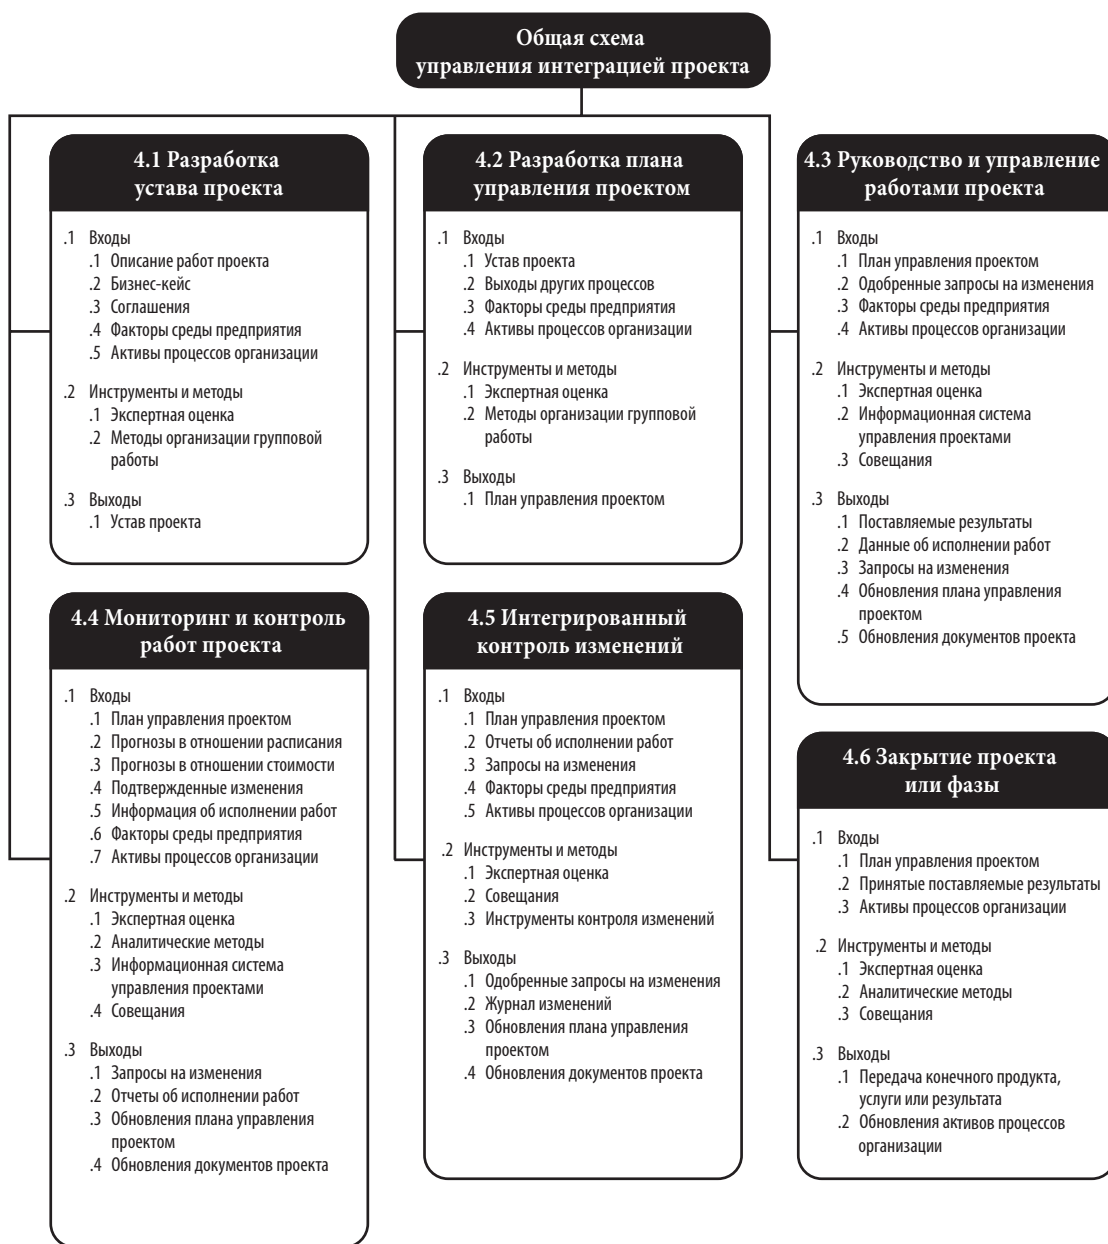 Общая схема
управления интеграцией проекта
4.1 Разработка
устава проекта
.1 Входы
.1 Описание работ проекта
.2 Бизнес-кейс
.3 Соглашения
.4 Факторы среды предприятия
.5 Активы процессов организации
.2 Инструменты и методы
.1 Экспертная оценка
.2 Методы организации групповой
работы
.3 Выходы
.1 Устав проекта
4.2 Разработка плана
управления проектом
.1 Входы
.1 Устав проекта
.2 Выходы других процессов
.3 Факторы среды предприятия
.4 Активы процессов организации
.2 Инструменты и методы
.1 Экспертная оценка
.2 Методы организации групповой
работы
.3 Выходы
.1 План управления проектом
4.3 Руководство и управление
работами проекта
.1 Входы
.1 План управления проектом
.2 Одобренные запросы на изменения
.3 Факторы среды предприятия
.4 Активы процессов организации
.2 Инструменты и методы
.1 Экспертная оценка
.2 Информационная система
управления проектами
.3 Совещания
.3 Выходы
.1 Поставляемые результаты
.2 Данные об исполнении работ
.3 Запросы на изменения
.4 Обновления плана управления
проектом
.5 Обновления документов проекта
4.4 Мониторинг и контроль
работ проекта
.1 Входы
.1 План управления проектом
.2 Прогнозы в отношении расписания
.3 Прогнозы в отношении стоимости
.4 Подтвержденные изменения
.5 Информация об исполнении работ
.6 Факторы среды предприятия
.7 Активы процессов организации
.2 Инструменты и методы
.1 Экспертная оценка
.2 Аналитические методы
.3 Информационная система
управления проектами
.4 Совещания
.3 Выходы
.1 Запросы на изменения
.2 Отчеты об исполнении работ
.3 Обновления плана управления
проектом
.4 Обновления документов проекта
4.5 Интегрированный
контроль изменений
.1 Входы
.1 План управления проектом
.2 Отчеты об исполнении работ
.3 Запросы на изменения
.4 Факторы среды предприятия
.5 Активы процессов организации
.2 Инструменты и методы
.1 Экспертная оценка
.2 Совещания
.3 Инструменты контроля изменений
.3 Выходы
.1 Одобренные запросы на изменения
.2 Журнал изменений
.3 Обновления плана управления
проектом
.4 Обновления документов проекта
4.6 Закрытие проекта
или фазы
.1 Входы
.1 План управления проектом
.2 Принятые поставляемые результаты
.3 Активы процессов организации
.2 Инструменты и методы
.1 Экспертная оценка
.2 Аналитические методы
.3 Совещания
.3 Выходы
.1 Передача конечного продукта,
услуги или результата
.2 Обновления активов процессов
организации